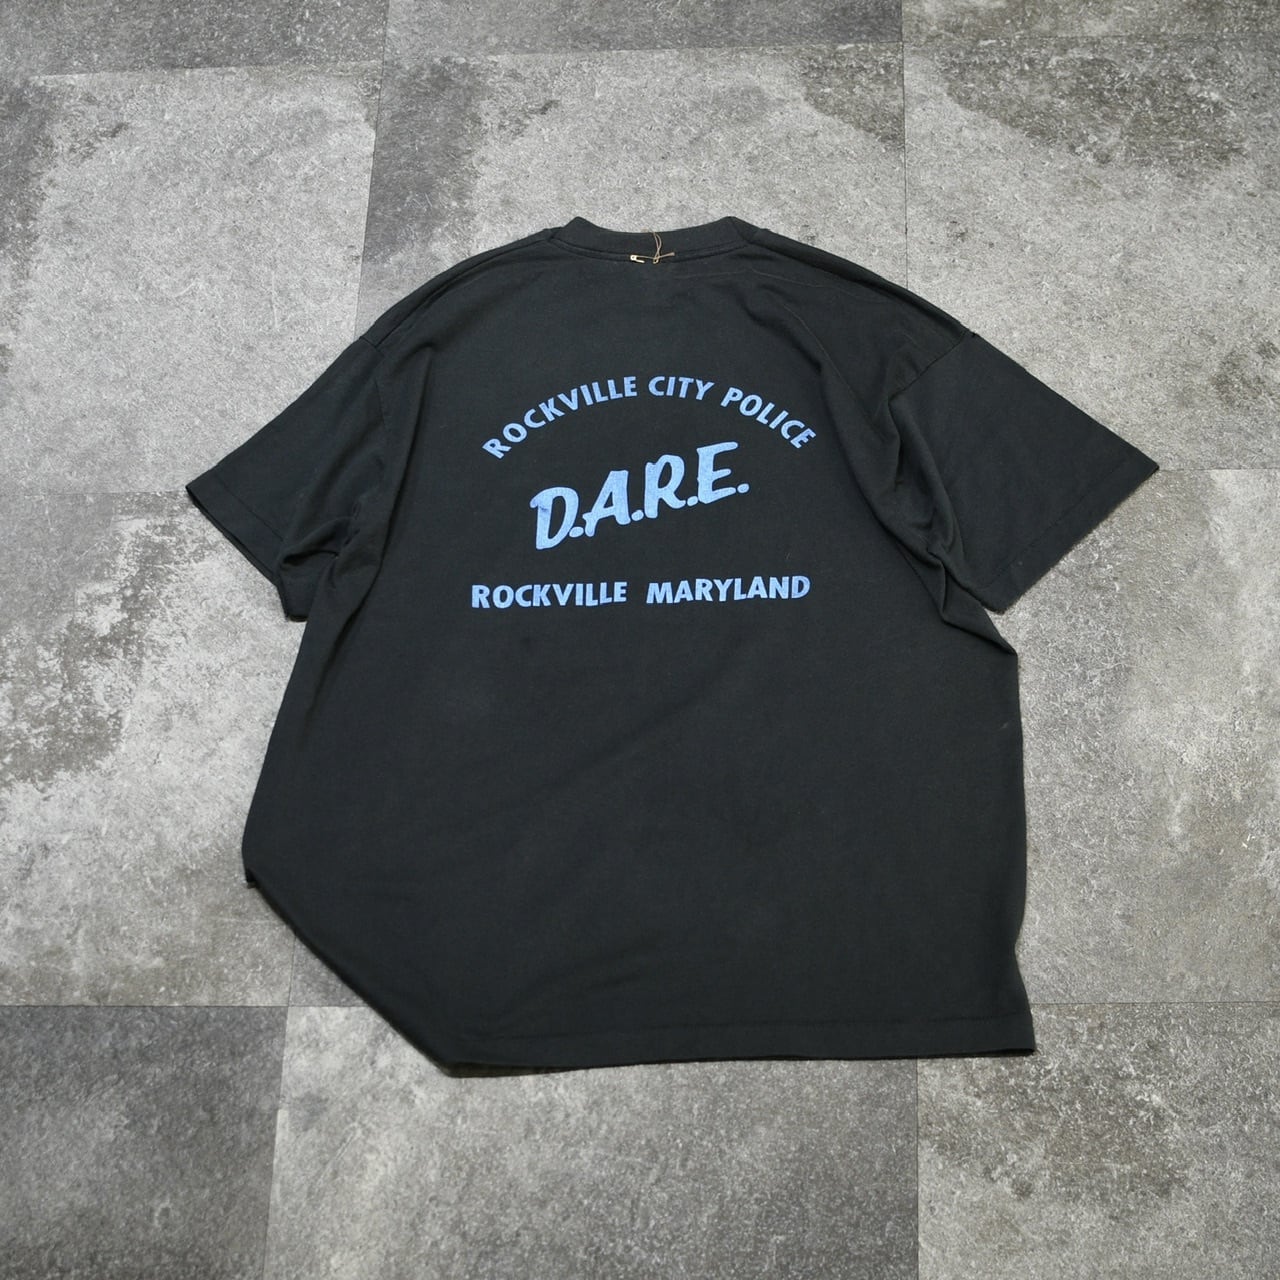 ROCKVILLE CITY POLICE
D.A.R.E.
ROCKVILLE MARYLAND